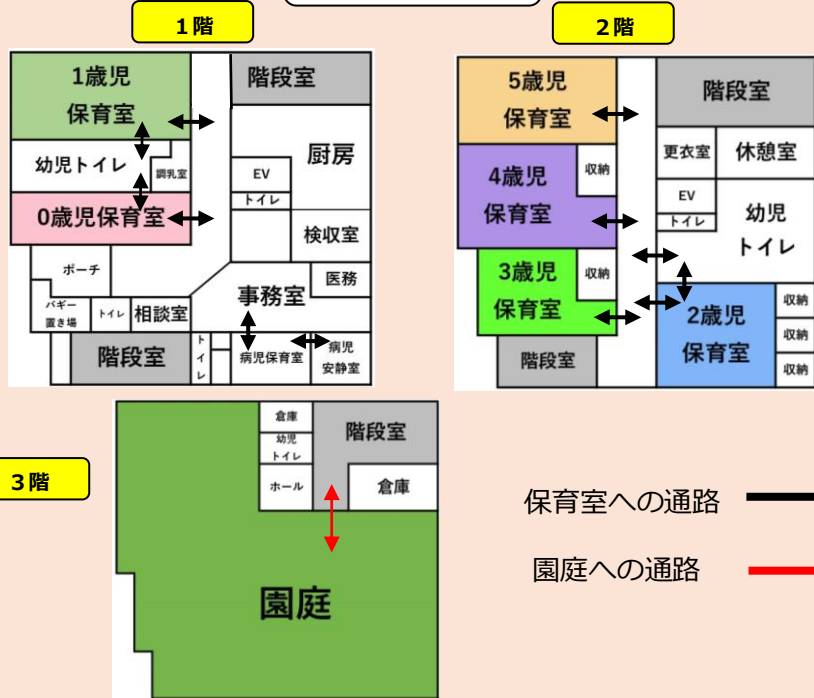 1階
1歳児
保育室
階段室
厨房
幼児トイレ
調乳室
EV
トイレ
0歳児保育室
検収室
ポーチ
医務
事務室
バギー
置き場
トイレ
相談室
階段室
トイレ
病児保育室
病児
安静室
2階
5歳児
保育室
階段室
更衣室
休憩室
4歳児
保育室
収納
EV
トイレ
幼児
トイレ
3歳児
保育室
収納
2歳児
保育室
収納
収納
収納
階段室
3階
倉庫
幼児
トイレ
階段室
ホール
倉庫
園庭
保育室への通路
園庭への通路